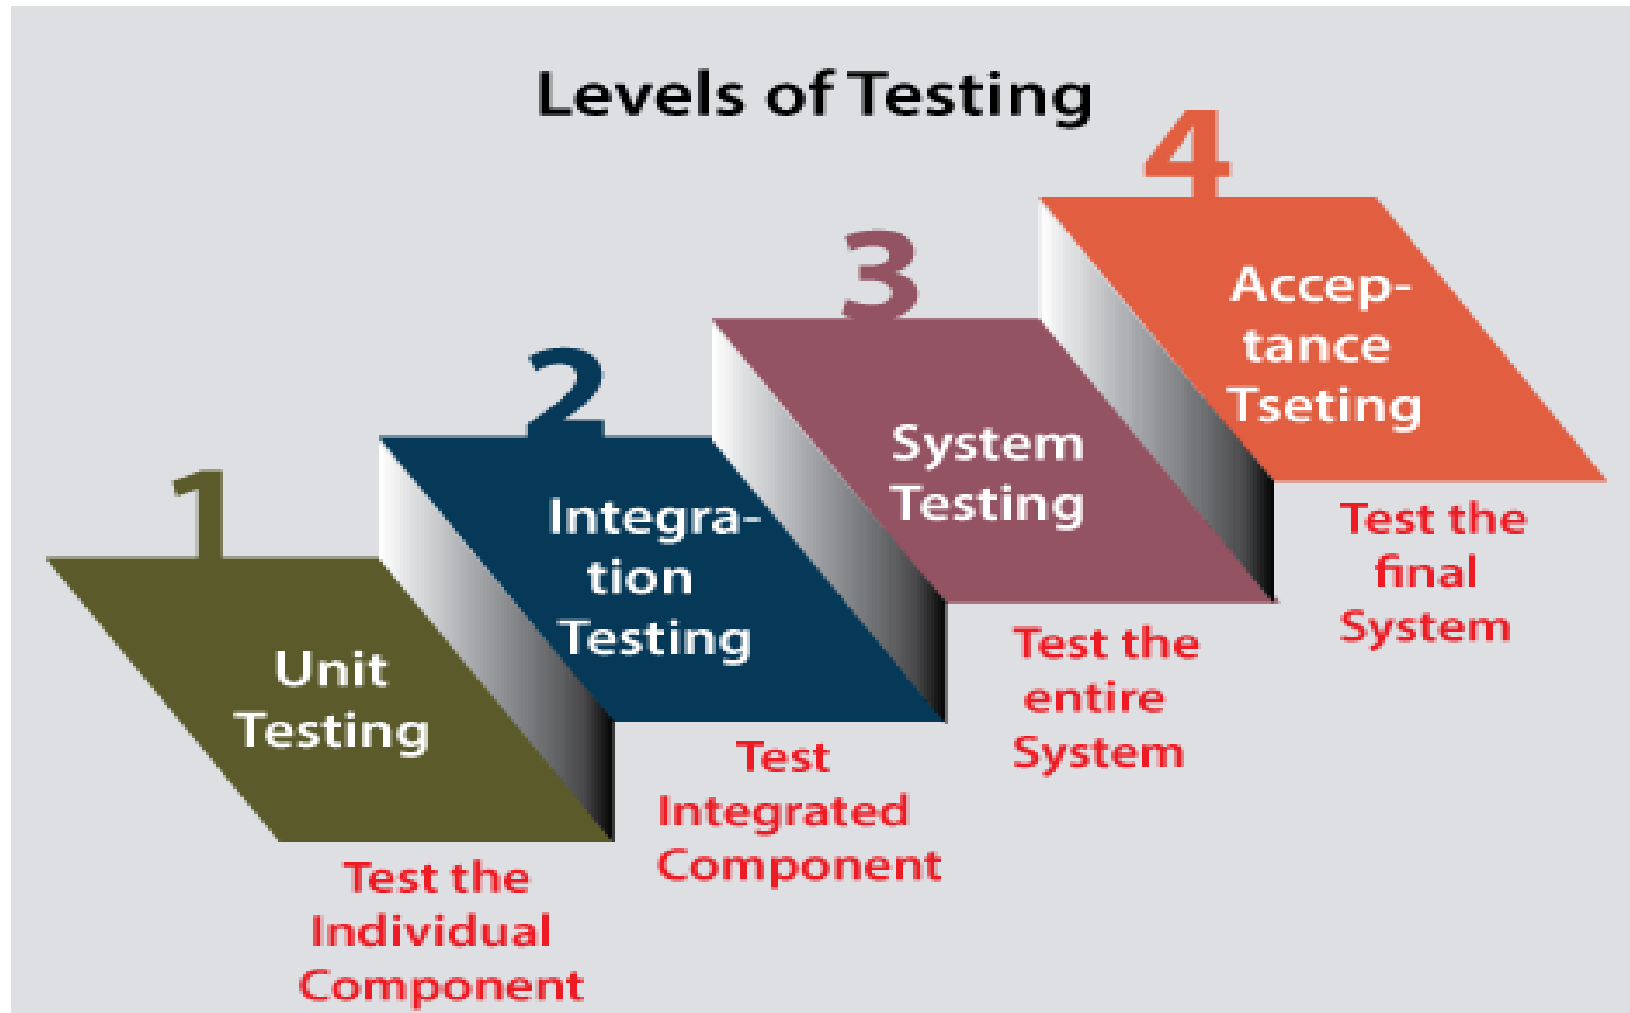 Levels of Testing
1
Unit
Testing
Test the
Individual
Component
2
Integra-
tion
Testing
Test
Integrated
Component
3
System
Testing
Test the
entire
System
4
Accep-
tance
Tseting
Test the
final
System